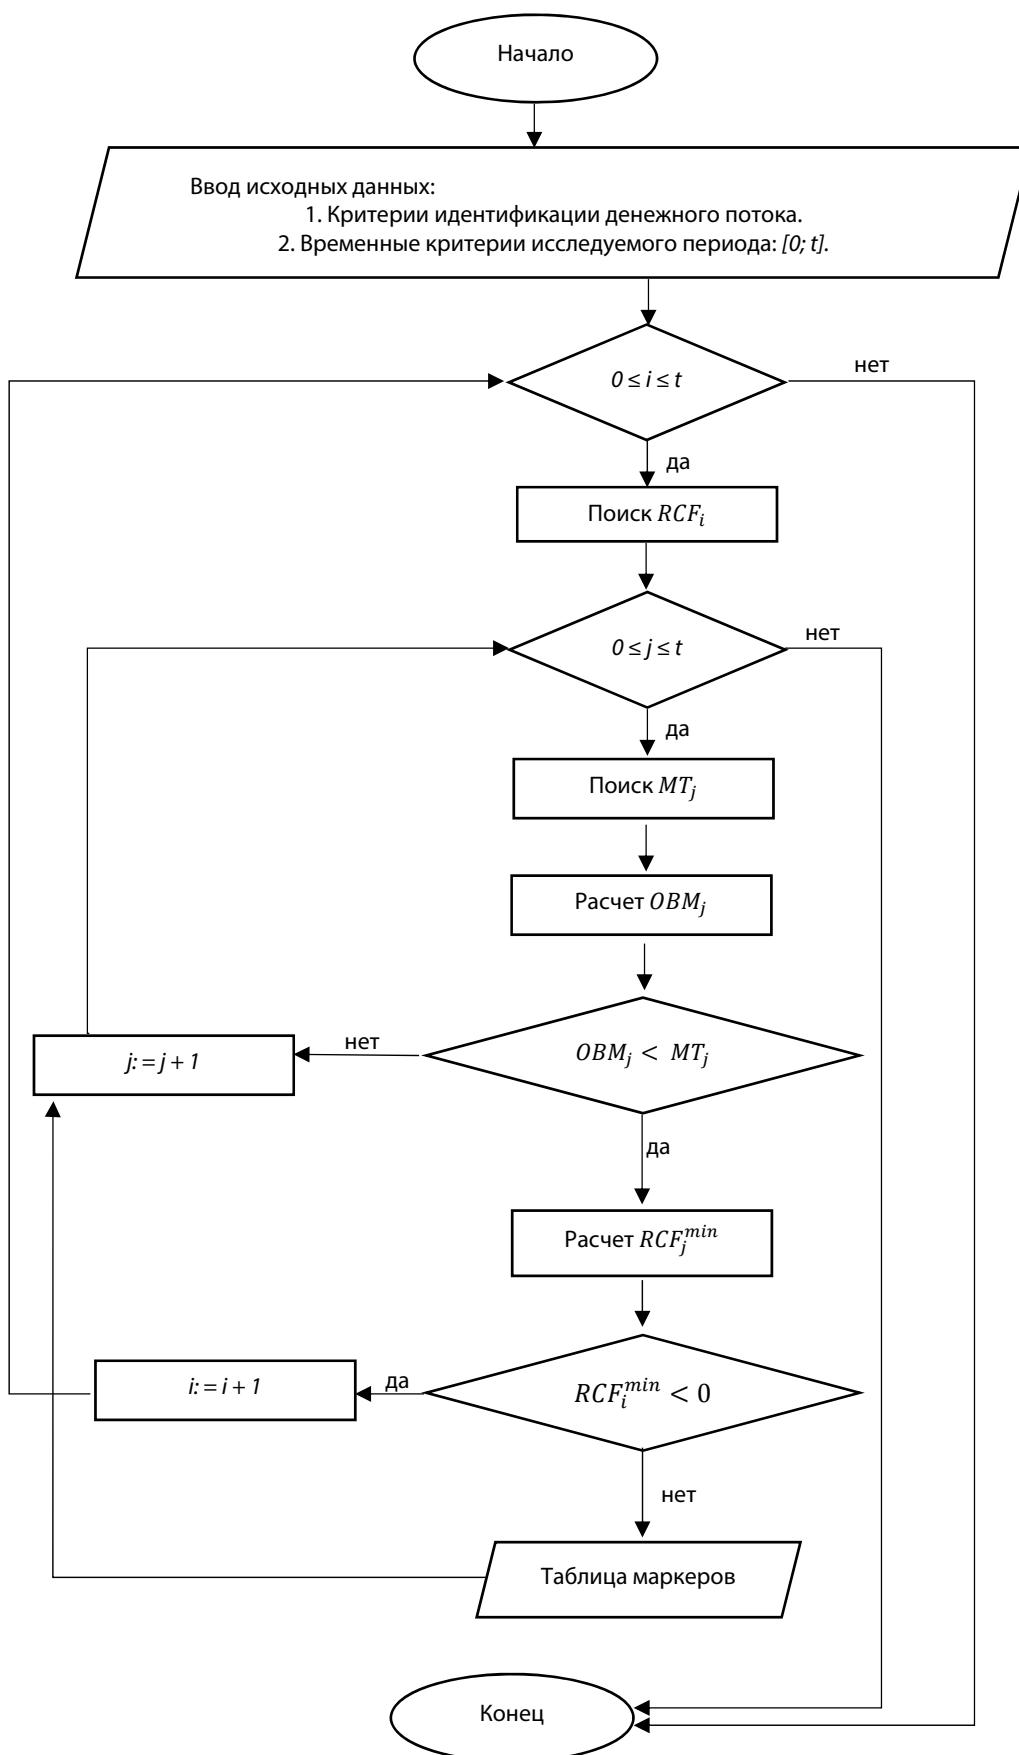 Начало
Ввод исходных данных:
1. Критерии идентификации денежного потока.
2. Временные критерии исследуемого периода: [0; t].
0 ≤ i ≤ t
нет
да
Поиск RCF_i
0 ≤ j ≤ t
нет
да
Поиск MT_j
Расчет OBM_j
OBM_j < MT_j
нет
j: = j + 1
да
Расчет RCF_j^{min}
RCF_i^{min} < 0
да
i: = i + 1
нет
Таблица маркеров
Конец